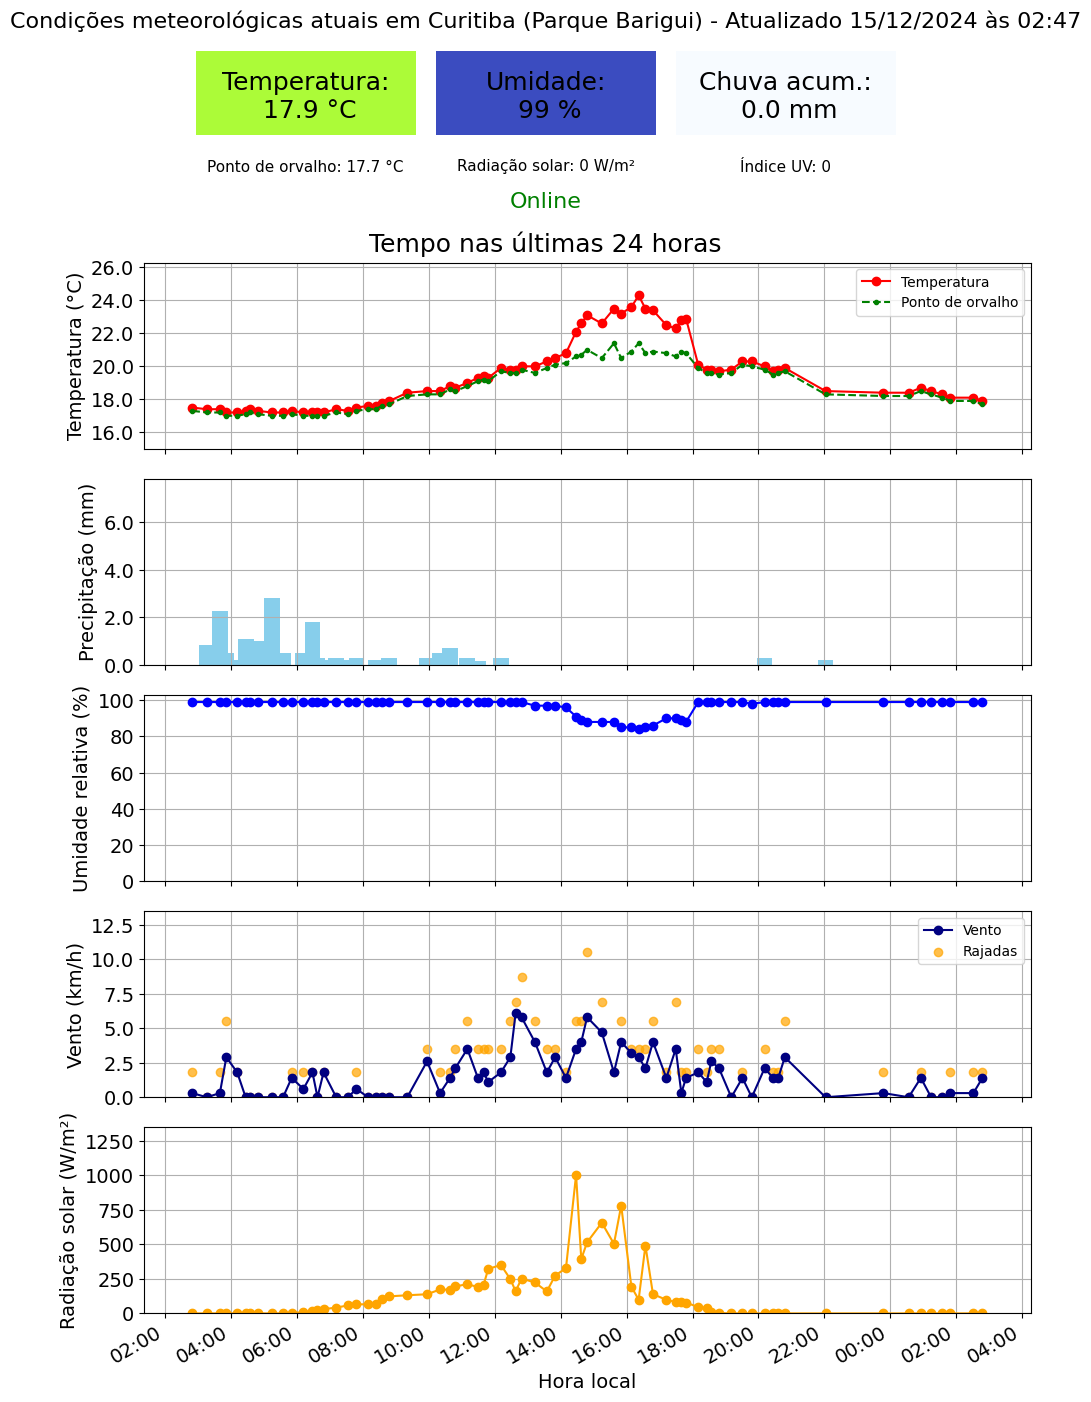 Condições meteorológicas atuais em Curitiba (Parque Barigui) - Atualizado 15/12/2024 às 02:47
Temperatura:
17.9 °C
Umidade:
99 %
Chuva acum.:
0.0 mm
Ponto de orvalho: 17.7 °C
Radiação solar: 0 W/m²
Índice UV: 0
Online
Tempo nas últimas 24 horas
Temperatura (°C)
26.0
24.0
22.0
20.0
18.0
16.0
Temperatura
Ponto de orvalho
Precipitação (mm)
6.0
4.0
2.0
0.0
Umidade relativa (%)
100
80
60
40
20
0
Vento (km/h)
12.5
10.0
7.5
5.0
2.5
0.0
Vento
Rajadas
Radiação solar (W/m²)
1250
1000
750
500
250
0
02:00
04:00
06:00
08:00
10:00
12:00
14:00
16:00
18:00
20:00
22:00
00:00
02:00
04:00
Hora local